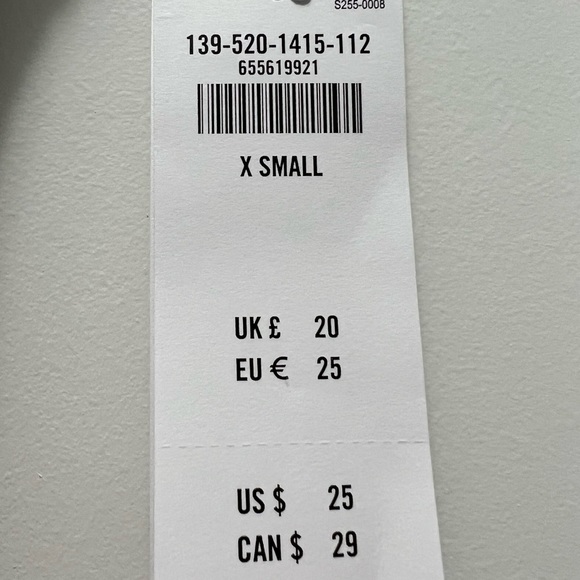 S255-0008
139-520-1415-112
655619921
X SMALL
UK £ 20
EU € 25
US $ 25
CAN $ 29